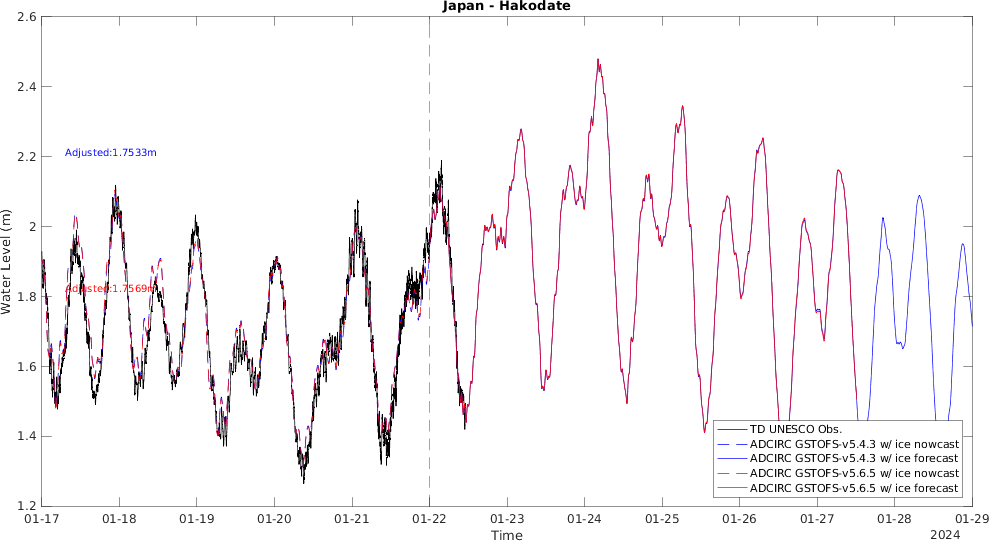 Japan - Hakodate
2.6
2.4
2.2
2
1.8
1.6
1.4
1.2
Water Level (m)
Adjusted:1.7533m
Adjusted:1.7569m
TD UNESCO Obs.
ADCIRC GSTOFS-v5.4.3 w/ ice nowcast
ADCIRC GSTOFS-v5.4.3 w/ ice forecast
ADCIRC GSTOFS-v5.6.5 w/ ice nowcast
ADCIRC GSTOFS-v5.6.5 w/ ice forecast
01-17 01-18 01-19 01-20 01-21 01-22 01-23 01-24 01-25 01-26 01-27 01-28 01-29
Time
2024